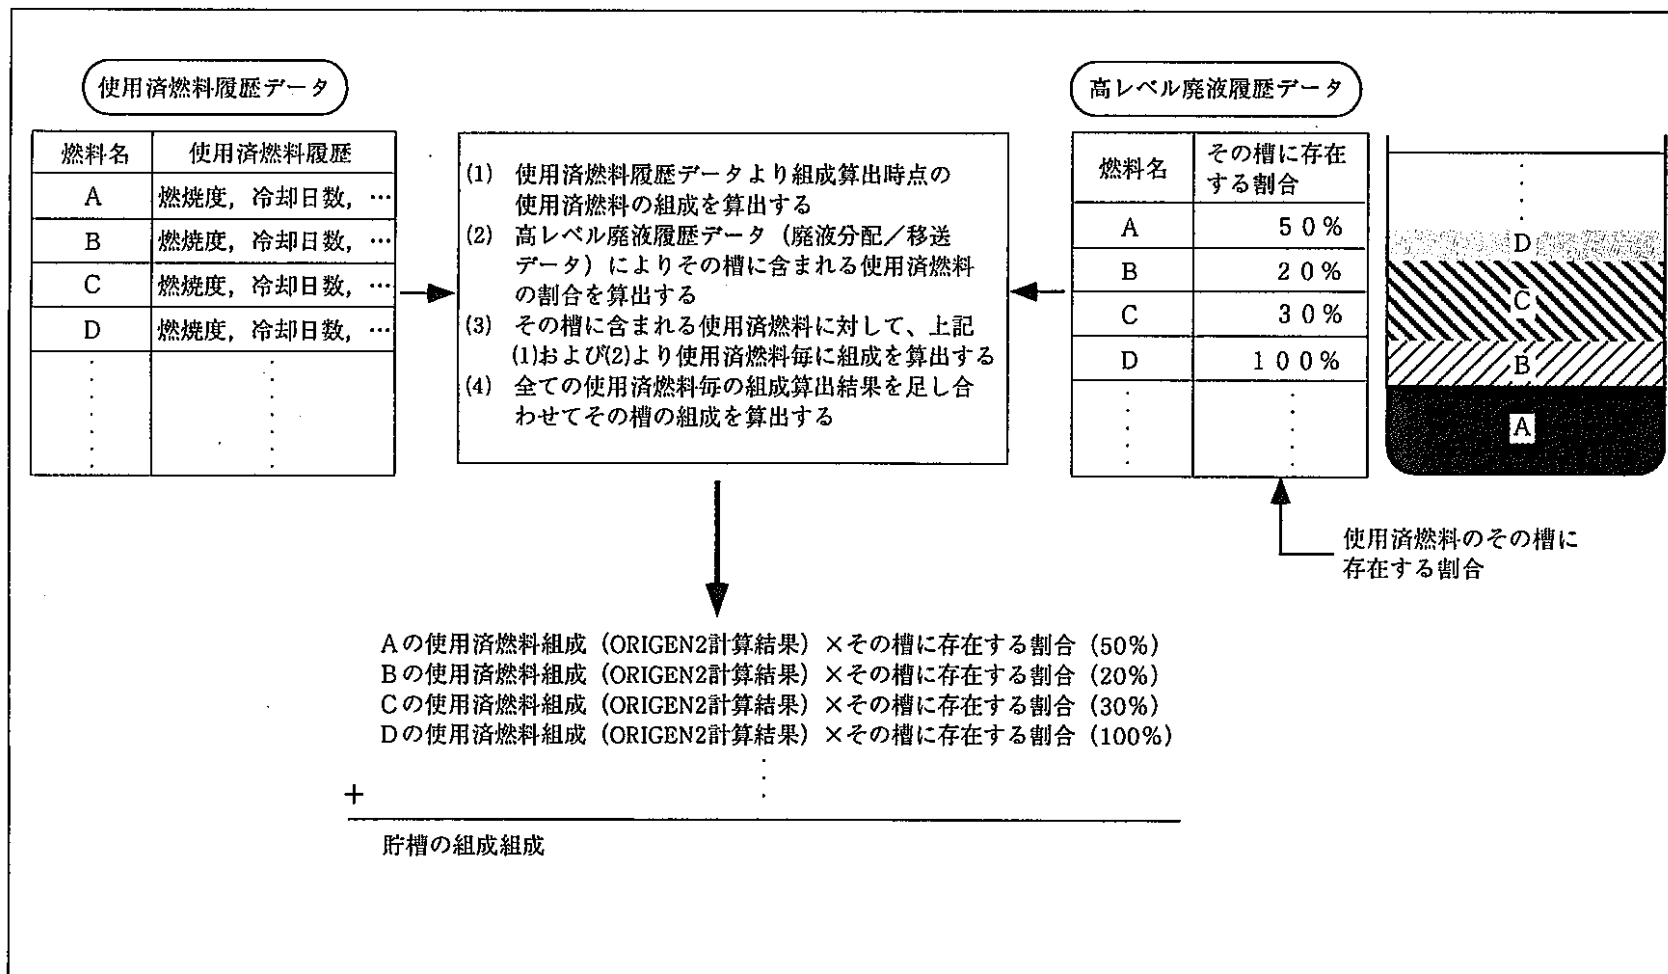 使用済燃料履歴データ
燃料名 使用済燃料履歴
A 燃焼度，冷却日数，…
B 燃焼度，冷却日数，…
C 燃焼度，冷却日数，…
D 燃焼度，冷却日数，…
(1) 使用済燃料履歴データより組成算出時点の
使用済燃料の組成を算出する
(2) 高レベル廃液履歴データ（廃液分配／移送
データ）によりその槽に含まれる使用済燃料
の割合を算出する
(3) その槽に含まれる使用済燃料に対して、上記
(1)および(2)より使用済燃料毎に組成を算出する
(4) 全ての使用済燃料毎の組成算出結果を足し合
わせてその槽の組成を算出する
高レベル廃液履歴データ
燃料名 その槽に存在
する割合
A 50%
B 20%
C 30%
D 100%
D
C
B
A
使用済燃料のその槽に
存在する割合
Aの使用済燃料組成（ORIGEN2計算結果）×その槽に存在する割合（50%）
Bの使用済燃料組成（ORIGEN2計算結果）×その槽に存在する割合（20%）
Cの使用済燃料組成（ORIGEN2計算結果）×その槽に存在する割合（30%）
Dの使用済燃料組成（ORIGEN2計算結果）×その槽に存在する割合（100%）
+
貯槽の組成組成